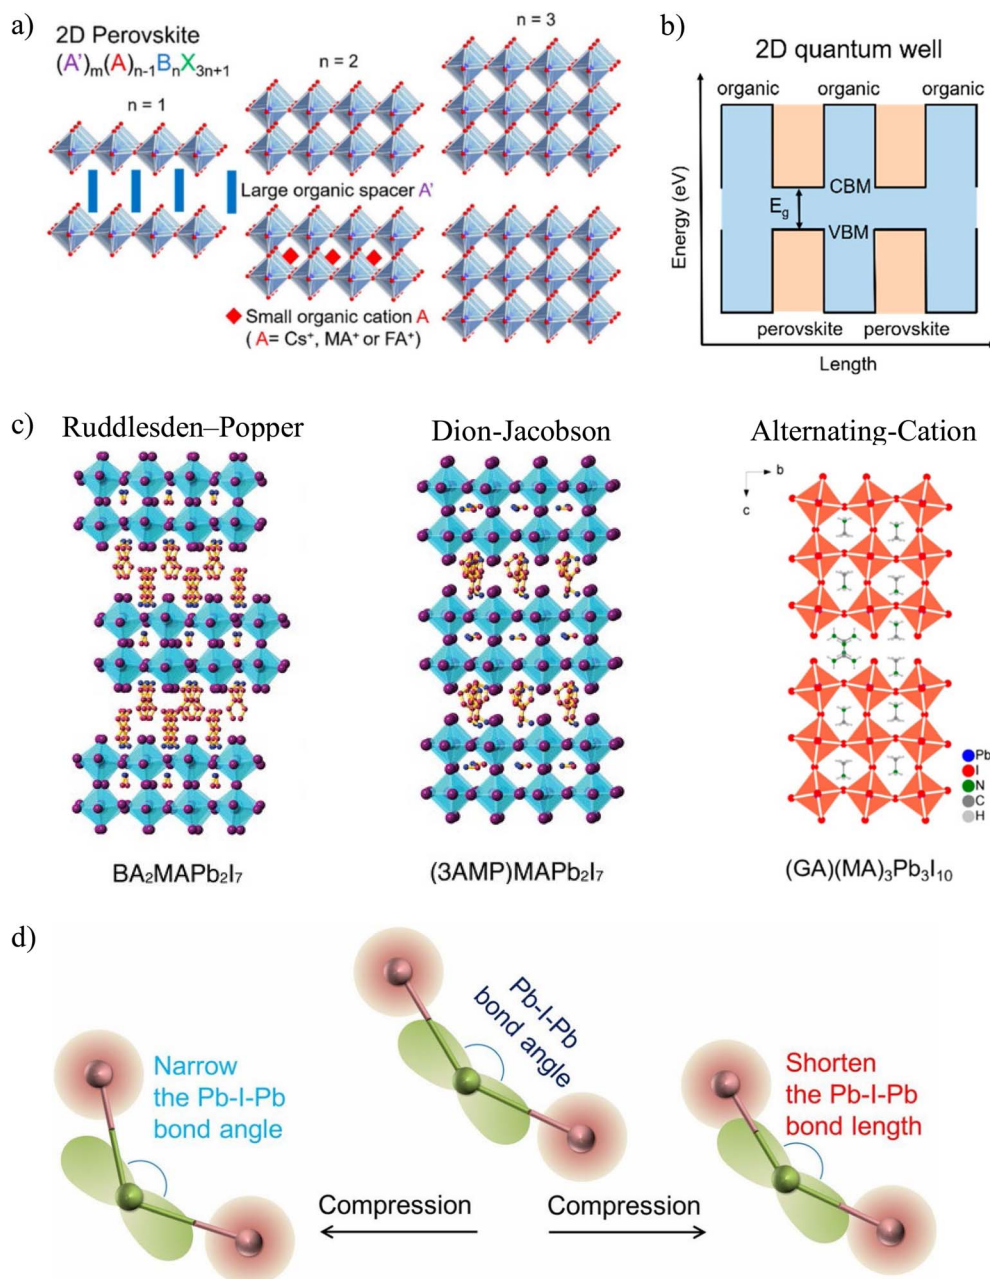 a)
2D Perovskite
(A')ₘ(A)ₙ₋₁BₙX₃ₙ₊₁
n = 1
n = 2
n = 3
Large organic spacer A'
Small organic cation A
( A= Cs⁺, MA⁺ or FA⁺)
b)
2D quantum well
organic organic organic
CBM
E_g
VBM
perovskite perovskite
Energy (eV)
Length
c)
Ruddlesden–Popper
Dion-Jacobson
Alternating-Cation
b
c
Pb
I
N
C
H
BA₂MAPb₂I₇
(3AMP)MAPb₂I₇
(GA)(MA)₃Pb₃I₁₀
d)
Narrow
the Pb-I-Pb
bond angle
Pb-I-Pb
bond angle
Shorten
the Pb-I-Pb
bond length
Compression
Compression